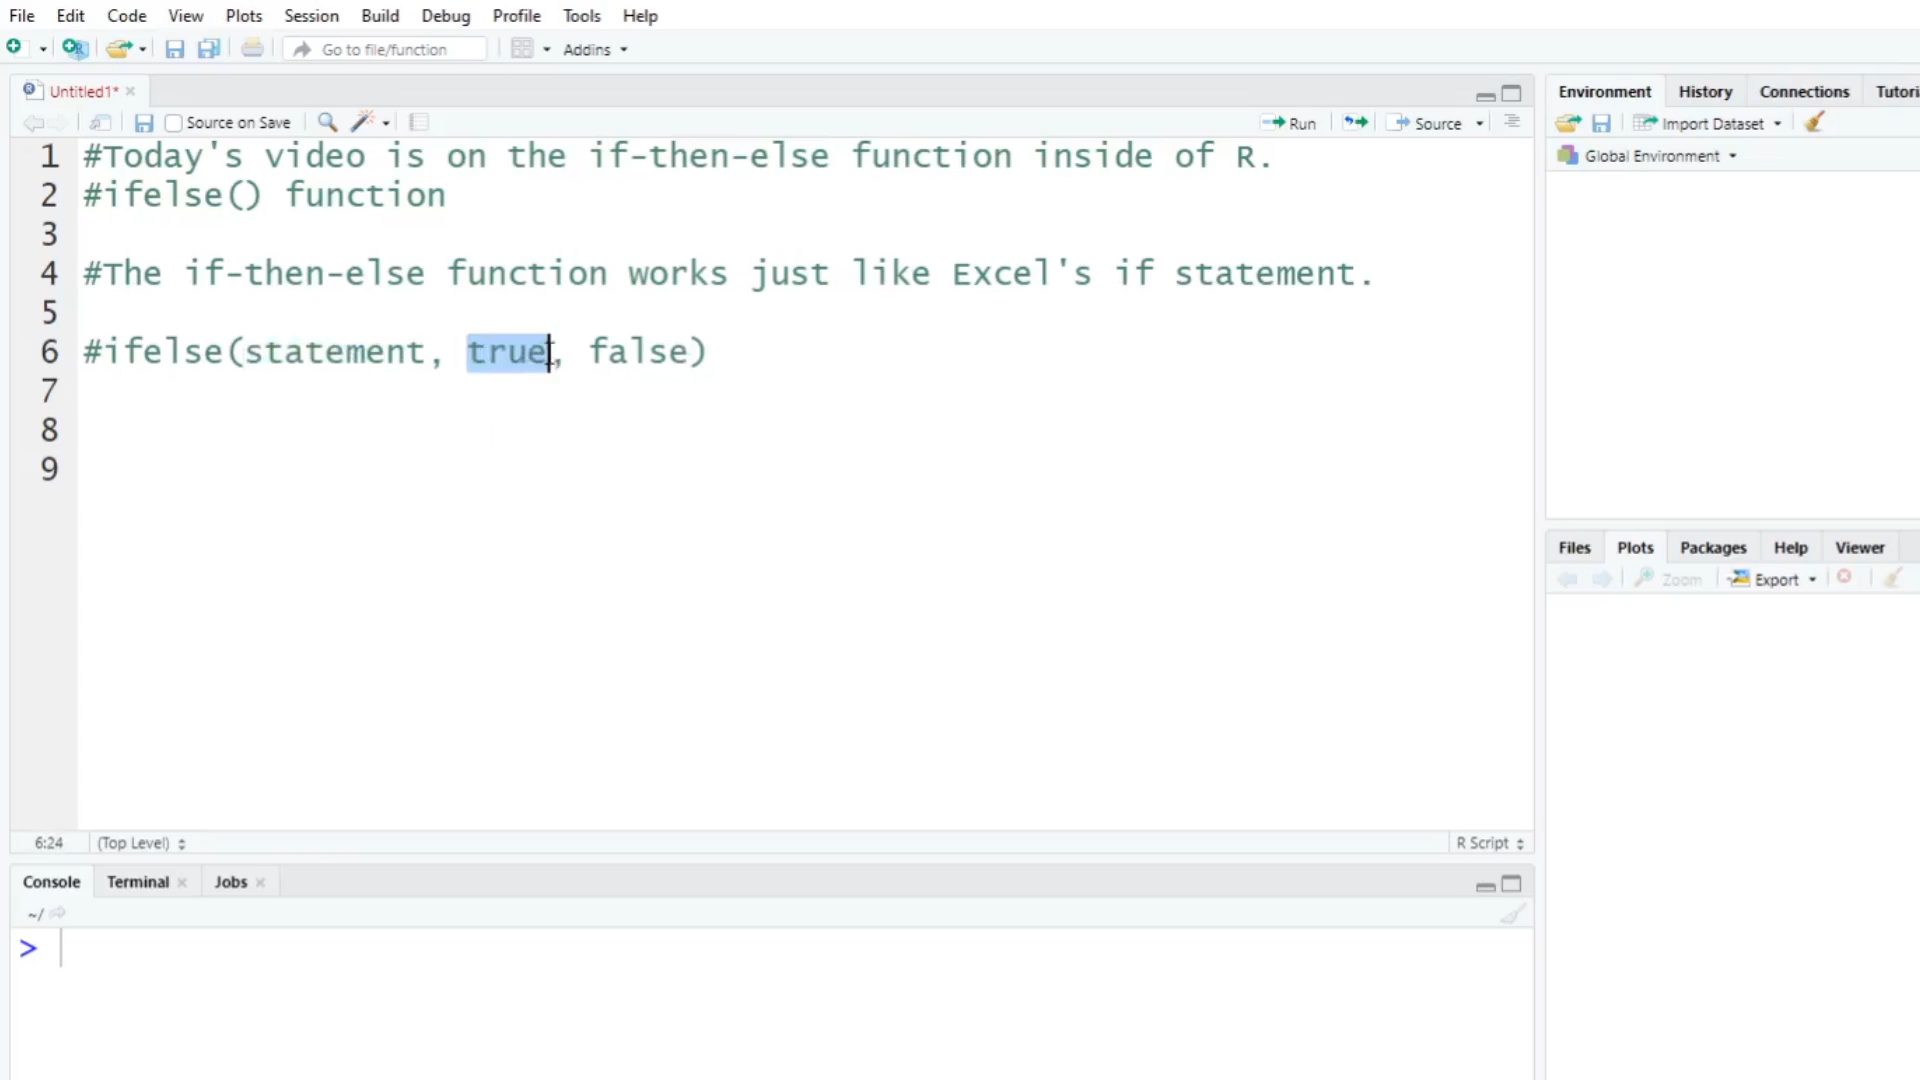 File Edit Code View Plots Session Build Debug Profile Tools Help
Go to file/function Addins
Untitled1*
Source on Save Run Source
1 #Today's video is on the if-then-else function inside of R.
2 #ifelse() function
3
4 #The if-then-else function works just like Excel's if statement.
5
6 #ifelse(statement, true, false)
7
8
9
6:24 (Top Level) R Script
Console Terminal Jobs
~/
>
Environment History Connections Tutori
Import Dataset
Global Environment
Files Plots Packages Help Viewer
Zoom Export